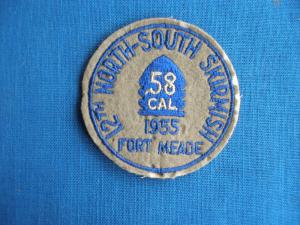 12TH NORTH-SOUTH SKIRMISH
.58
CAL.
1955
FORT MEADE